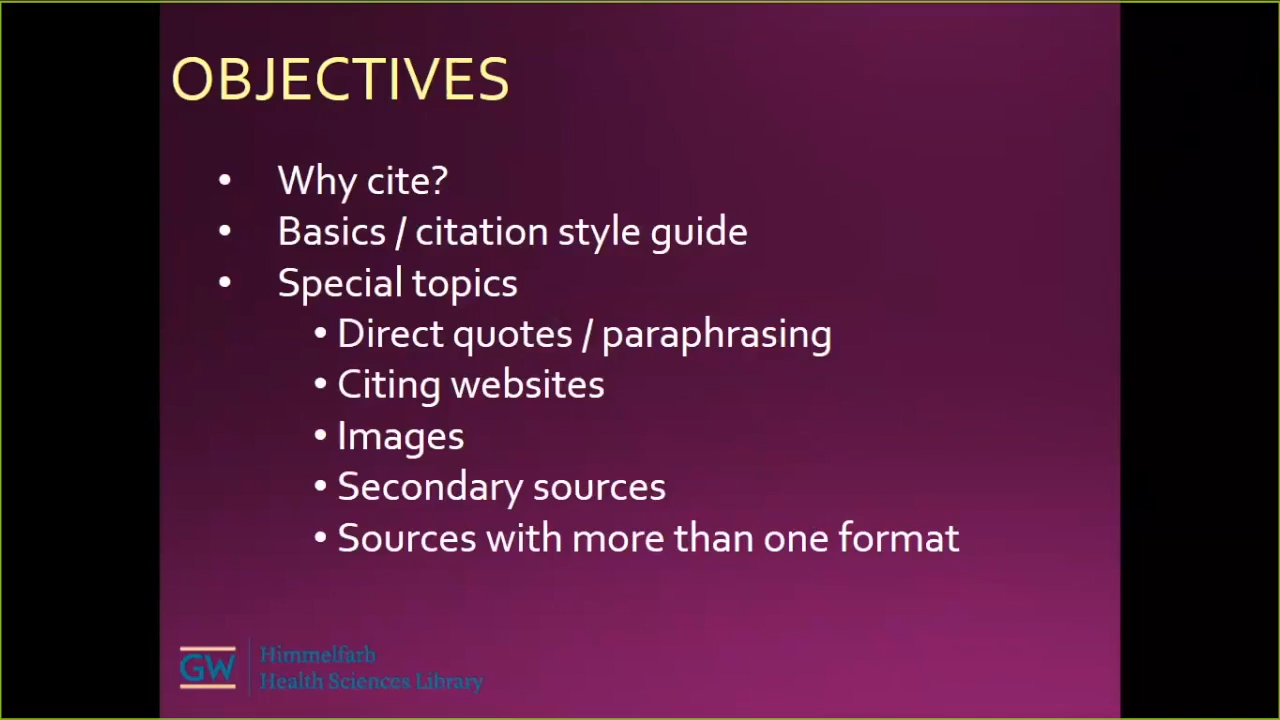 OBJECTIVES
• Why cite?
• Basics / citation style guide
• Special topics
• Direct quotes / paraphrasing
• Citing websites
• Images
• Secondary sources
• Sources with more than one format
GW
Himmelfarb
Health Sciences Library